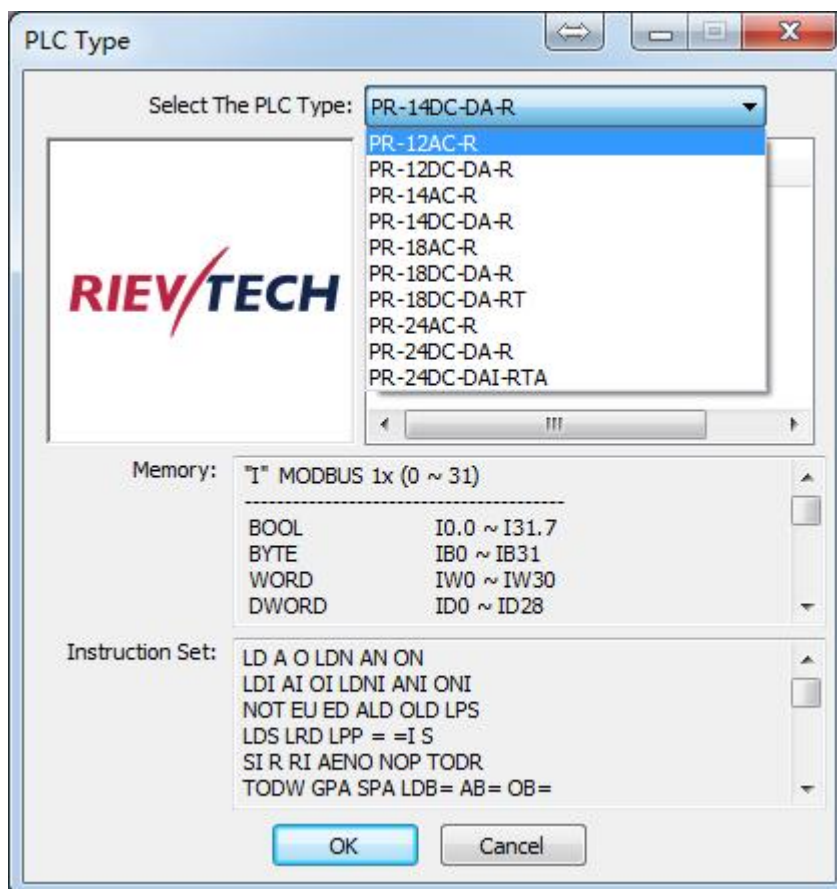 PLC Type
Select The PLC Type: PR-14DC-DA-R
PR-12AC-R
PR-12DC-DA-R
PR-14AC-R
PR-14DC-DA-R
PR-18AC-R
PR-18DC-DA-R
PR-18DC-DA-RT
PR-24AC-R
PR-24DC-DA-R
PR-24DC-DAI-RTA
RIEVTECH
Memory:
"I" MODBUS 1x (0 ~ 31)
------------------------------------
BOOL I0.0 ~ I31.7
BYTE IB0 ~ IB31
WORD IW0 ~ IW30
DWORD ID0 ~ ID28
Instruction Set:
LD A O LDN AN ON
LDI AI OI LDNI ANI ONI
NOT EU ED ALD OLD LPS
LDS LRD LPP = =I S
SI R RI AENO NOP TODR
TODW GPA SPA LDB= AB= OB=
OK Cancel